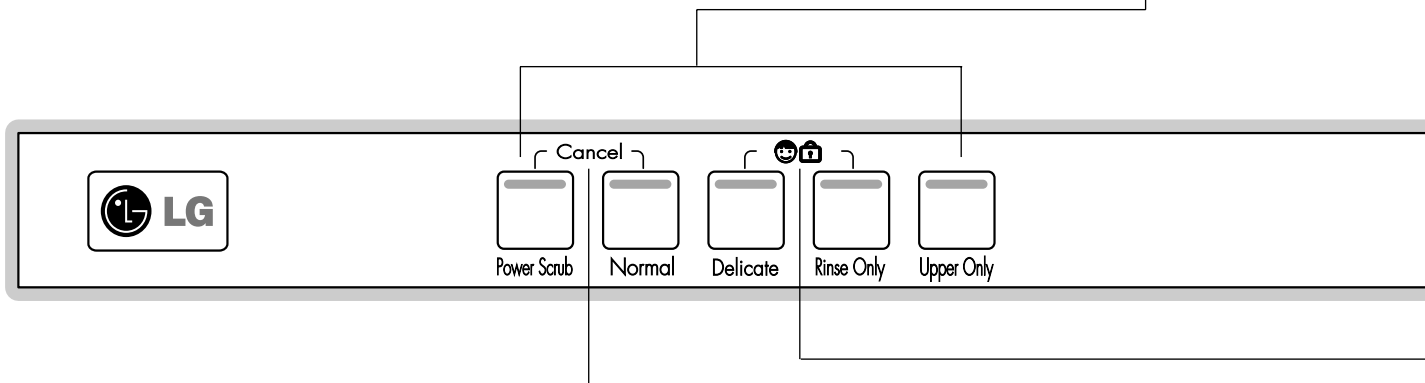 Cancel
LG
Power Scrub
Normal
Delicate
Rinse Only
Upper Only